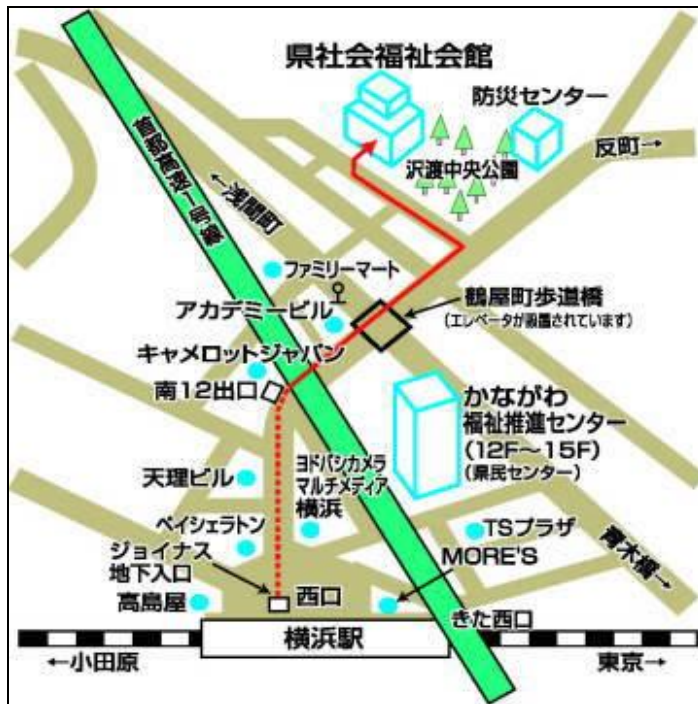 県社会福祉会館
防災センター
反町→
沢渡中央公園
首都高速一号線
←浅間町
ファミリーマート
アカデミービル
鶴屋町歩道橋
(エレベータが設置されています)
キャメロットジャパン
南12出口
かながわ
福祉推進センター
(12F～15F)
(県民センター)
天理ビル
ヨドバシカメラ
マルチメディア
横浜
ベイシェラトン
TSプラザ
青木橋→
ジョイナス
地下入口
MORE'S
高島屋
西口
きた西口
横浜駅
←小田原
東京→